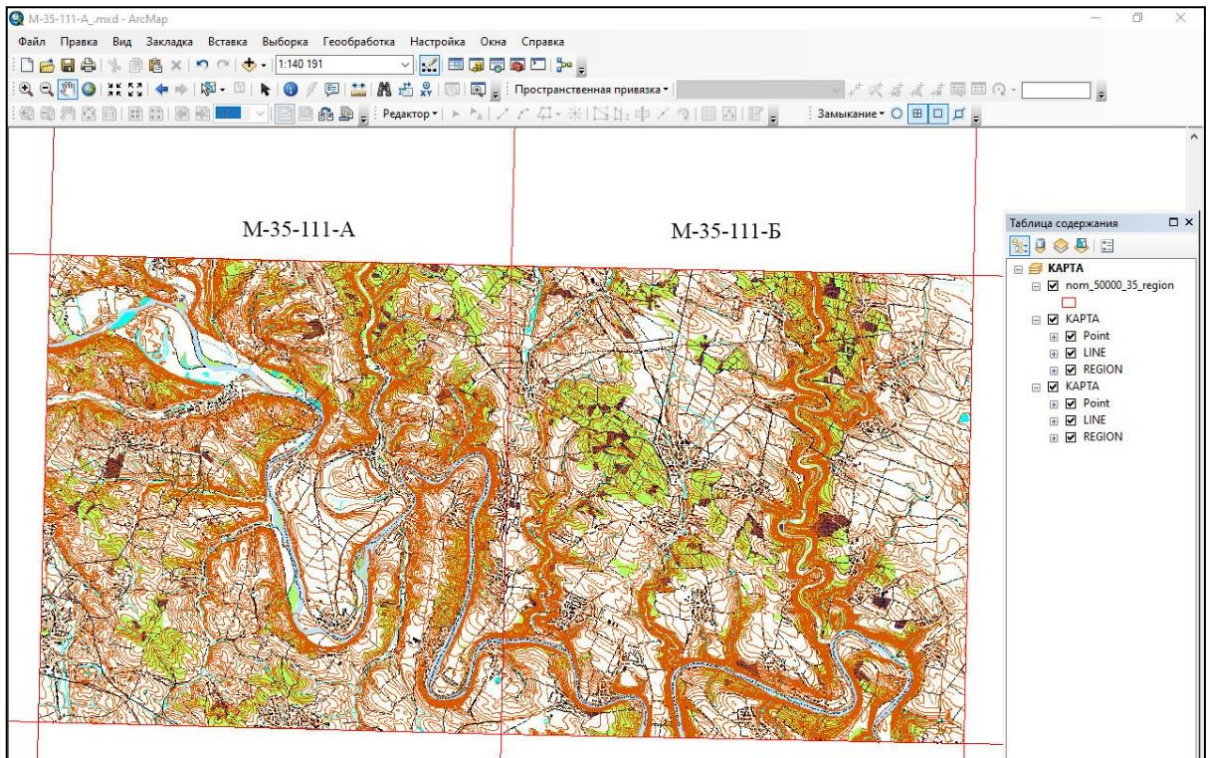 M-35-111-A_.mxd - ArcMap
Файл Правка Вид Закладка Вставка Выборка Геообработка Настройка Окна Справка
1:140 191
Пространственная привязка
Редактор Замыкание
М-35-111-А М-35-111-Б
Таблица содержания
КАРТА
nom_50000_35_region
КАРТА
Point
LINE
REGION
КАРТА
Point
LINE
REGION